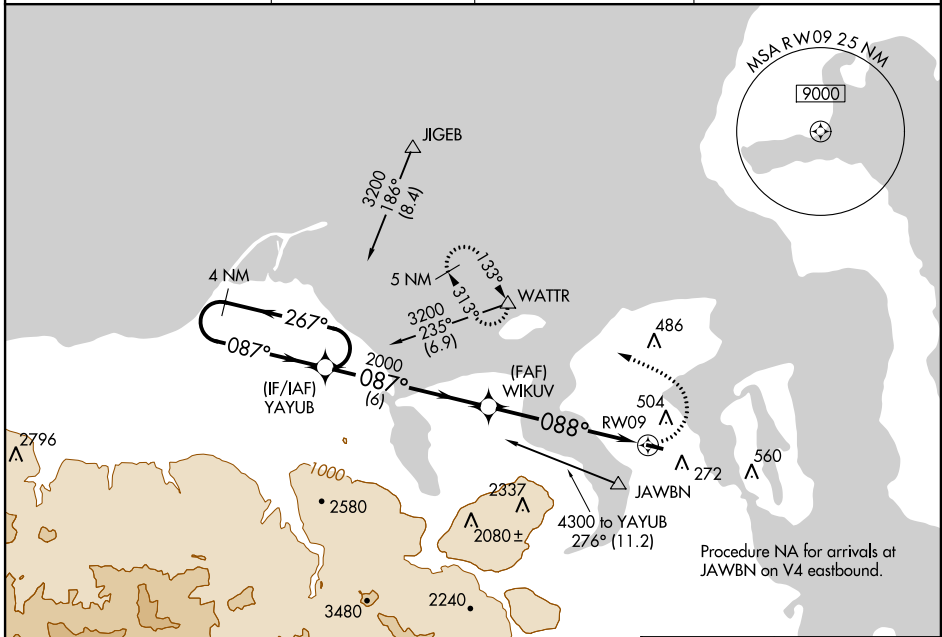 MSA RW09 25 NM
9000
JIGEB
3200
186°
(8.4)
4 NM
5 NM
133°
313°
WATTR
3200
235°
(6.9)
267°
087°
2000
087°
(6)
(IF/IAF)
YAYUB
(FAF)
WIKUV
088°
RW09
486
504
272
560
JAWBN
4300 to YAYUB
276° (11.2)
2796
1000
2580
2337
2080±
3480
2240
Procedure NA for arrivals at
JAWBN on V4 eastbound.